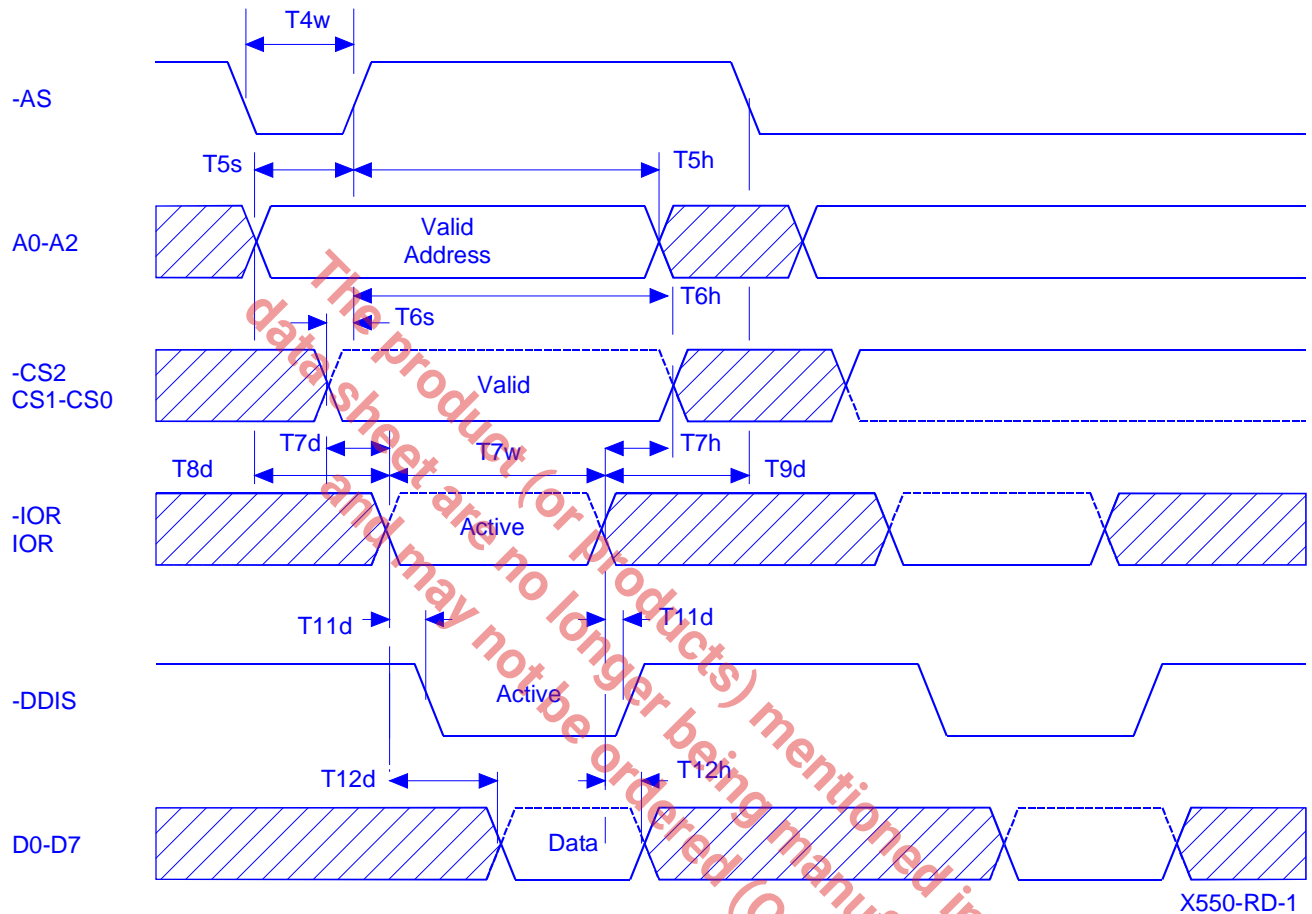 T4w
-AS
T5s
T5h
A0-A2
Valid
Address
T6h
T6s
-CS2
CS1-CS0
Valid
T7d
T7w
T7h
T8d
T9d
-IOR
IOR
Active
T11d
T11d
-DDIS
Active
T12d
T12h
D0-D7
Data
X550-RD-1
The product (or products) mentioned in
data sheet are no longer being manuf
and may not be ordered (O